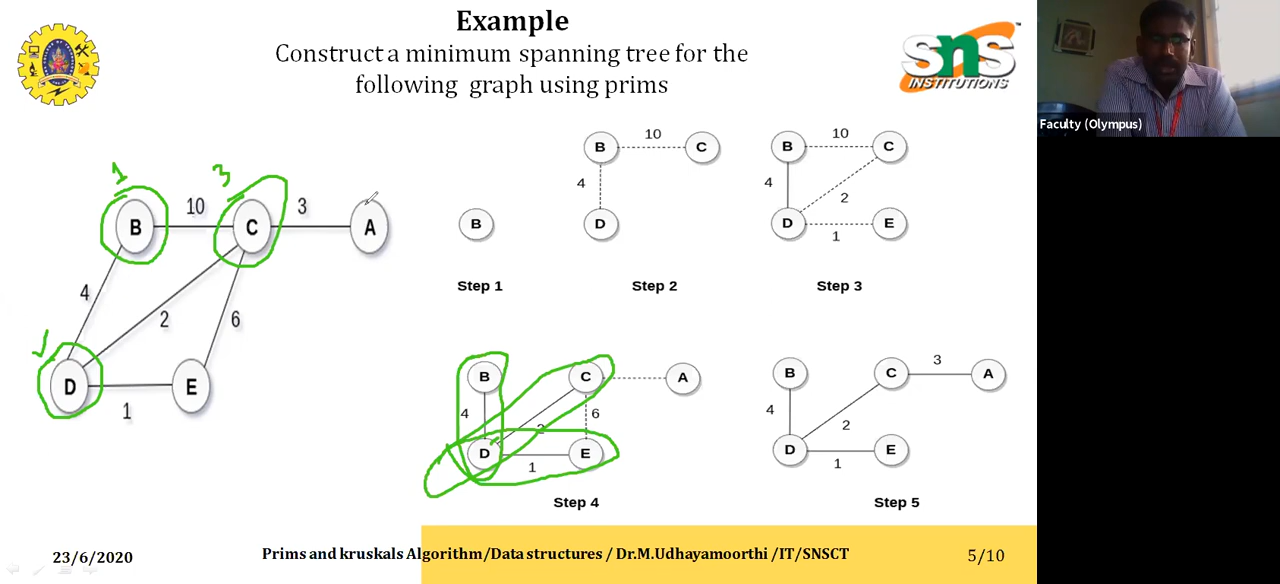 Example
Construct a minimum spanning tree for the
following graph using prims
sns
INSTITUTIONS
TM
Faculty (Olympus)
1
3
B
10
C
3
A
4
2
6
D
1
E
B
Step 1
B
10
C
4
D
Step 2
B
10
C
4
2
D
1
E
Step 3
B
C
A
4
2
6
D
1
E
Step 4
B
C
3
A
4
2
D
1
E
Step 5
23/6/2020
Prims and kruskals Algorithm/Data structures / Dr.M.Udhayamoorthi /IT/SNSCT
5/10